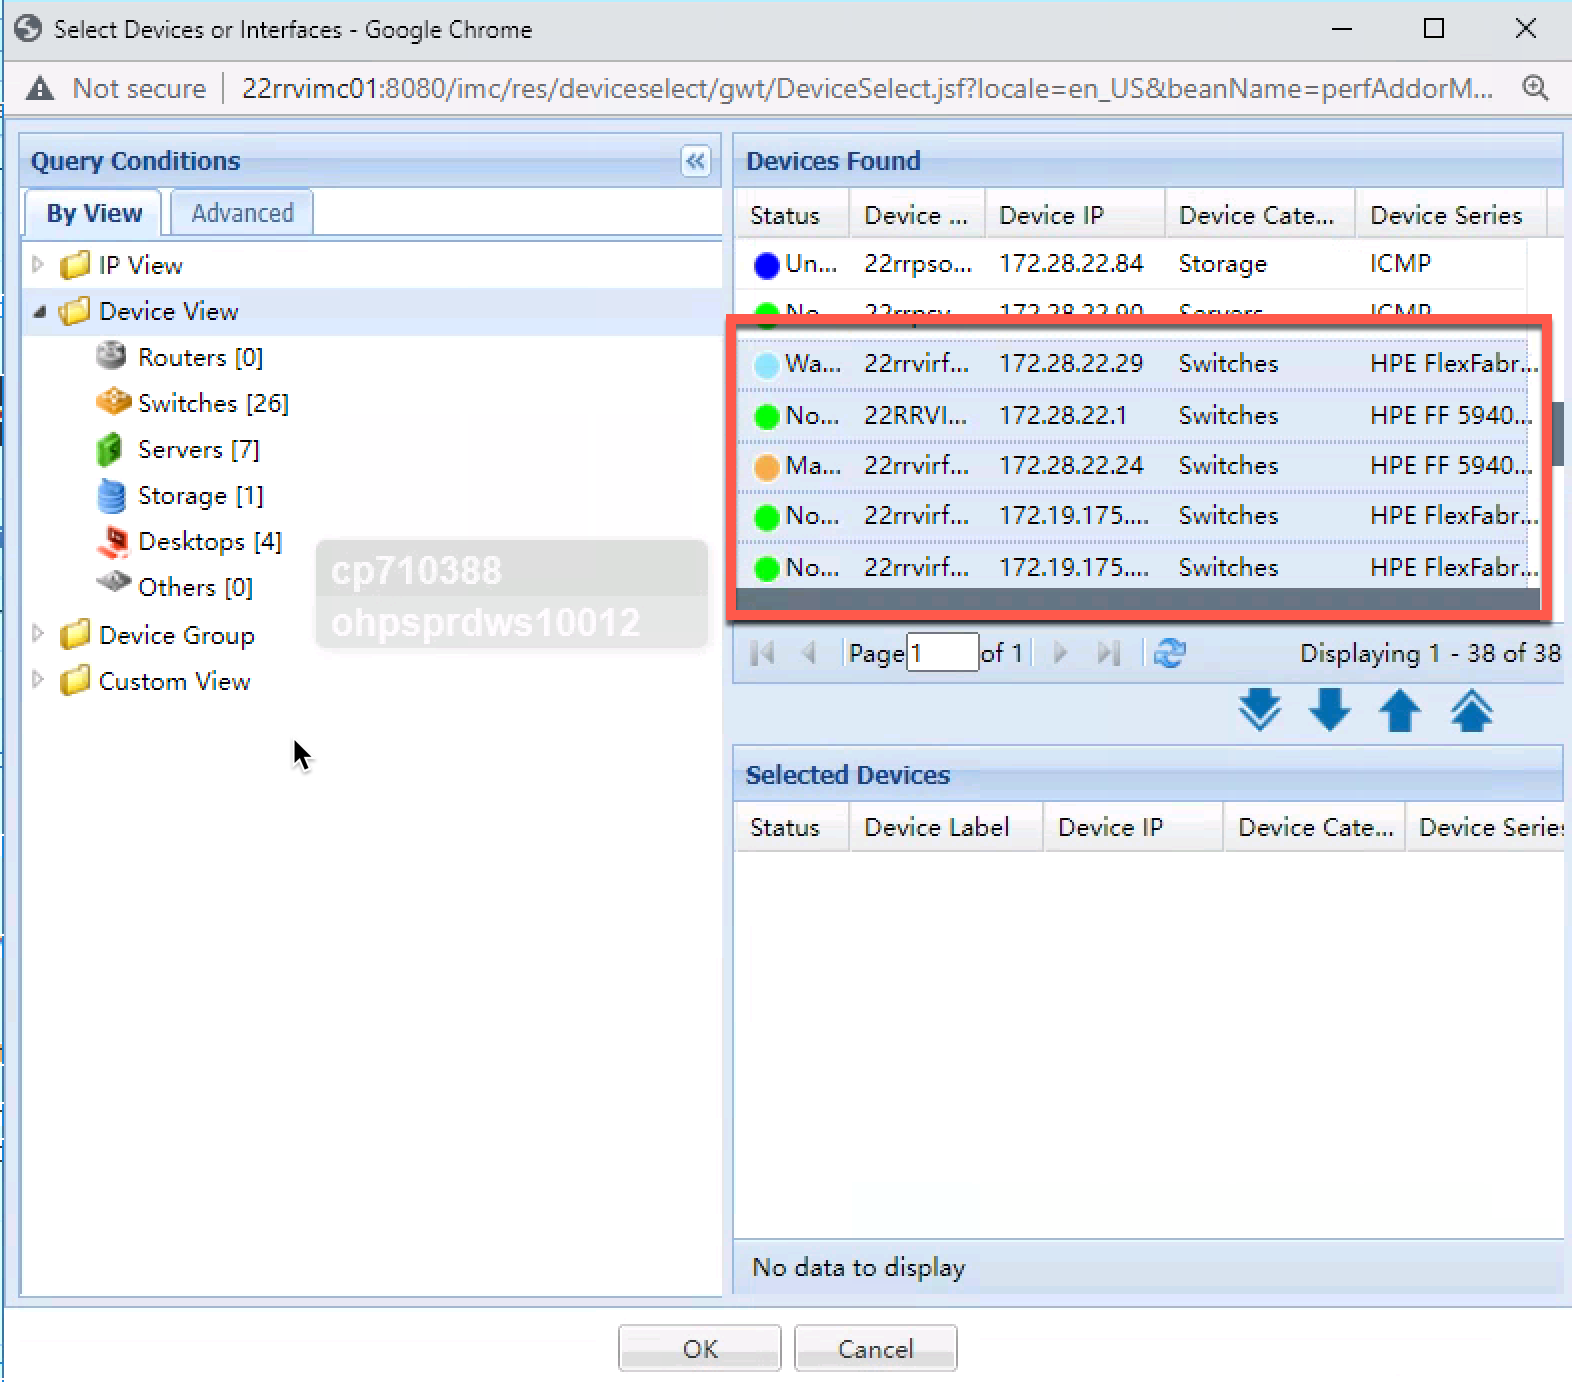 Select Devices or Interfaces - Google Chrome
Not secure 22rrvimc01:8080/imc/res/deviceselect/gwt/DeviceSelect.jsf?locale=en_US&beanName=perfAddorM...
Query Conditions
By View Advanced
IP View
Device View
Routers [0]
Switches [26]
Servers [7]
Storage [1]
Desktops [4]
Others [0]
Device Group
Custom View
cp710388
ohpsprdws10012
Devices Found
Status Device ... Device IP Device Cate... Device Series
Un... 22rrpso... 172.28.22.84 Storage ICMP
No... 22rrpsv... 172.28.22.90 Servers ICMP
Wa... 22rrvirf... 172.28.22.29 Switches HPE FlexFabr...
No... 22RRVI... 172.28.22.1 Switches HPE FF 5940...
Ma... 22rrvirf... 172.28.22.24 Switches HPE FF 5940...
No... 22rrvirf... 172.19.175.... Switches HPE FlexFabr...
No... 22rrvirf... 172.19.175.... Switches HPE FlexFabr...
Page 1 of 1 Displaying 1 - 38 of 38
Selected Devices
Status Device Label Device IP Device Cate... Device Series
No data to display
OK Cancel